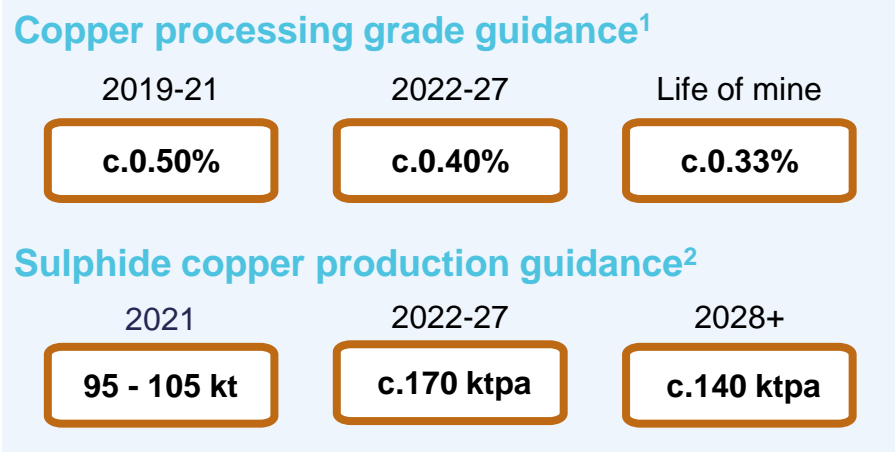 Copper processing grade guidance1
2019-21 2022-27 Life of mine
c.0.50% c.0.40% c.0.33%
Sulphide copper production guidance2
2021 2022-27 2028+
95 - 105 kt c.170 ktpa c.140 ktpa